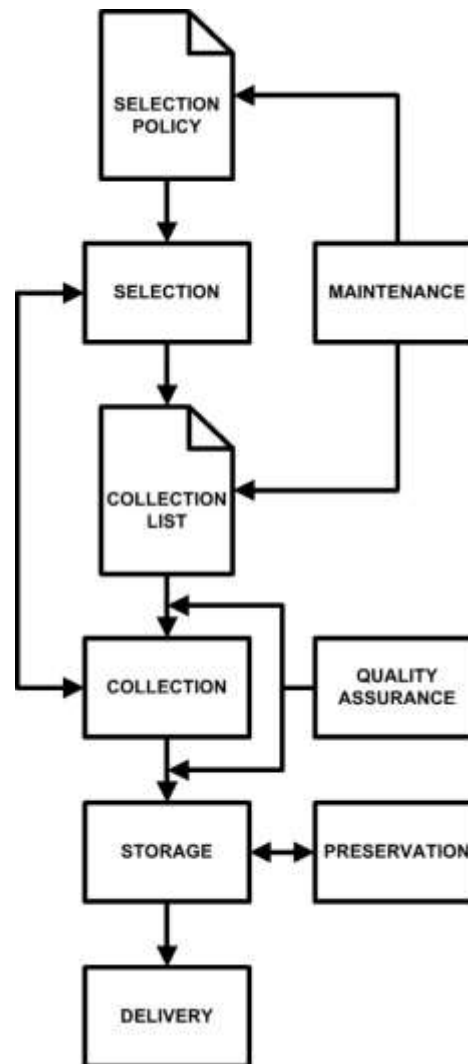 SELECTION
POLICY
SELECTION
MAINTENANCE
COLLECTION
LIST
COLLECTION
QUALITY
ASSURANCE
STORAGE
PRESERVATION
DELIVERY